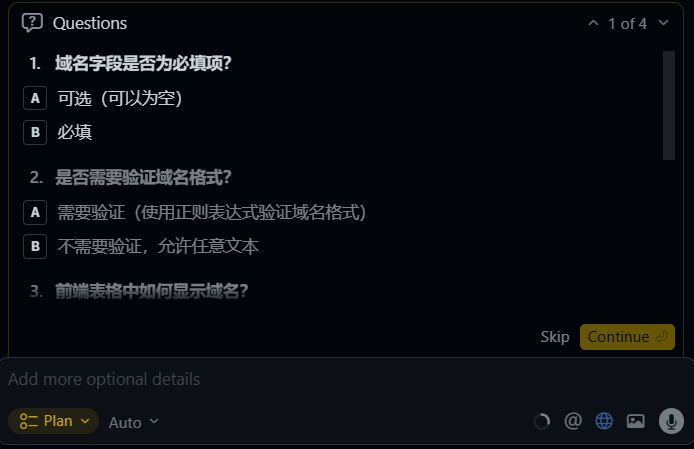 Questions
1 of 4
1. 域名字段是否为必填项?
A 可选（可以为空）
B 必填
2. 是否需要验证域名格式?
A 需要验证（使用正则表达式验证域名格式）
B 不需要验证，允许任意文本
3. 前端表格中如何显示域名?
Skip
Continue
Add more optional details
Plan
Auto
@